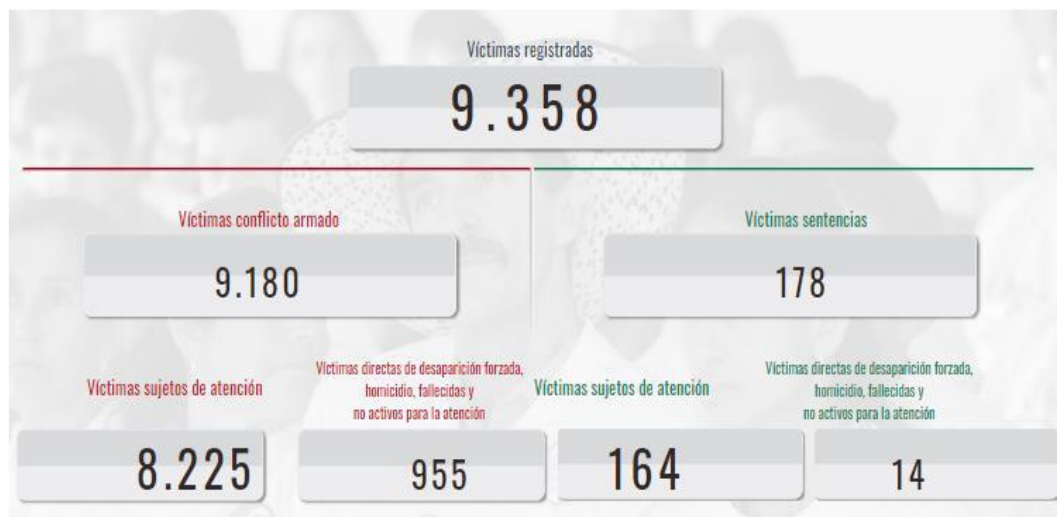 Víctimas registradas
9.358
Víctimas conflicto armado
9.180
Víctimas sentencias
178
Víctimas sujetos de atención
8.225
Víctimas directas de desaparición forzada,
homicidio, fallecidas y
no activos para la atención
955
Víctimas sujetos de atención
164
Víctimas directas de desaparición forzada,
homicidio, fallecidas y
no activos para la atención
14